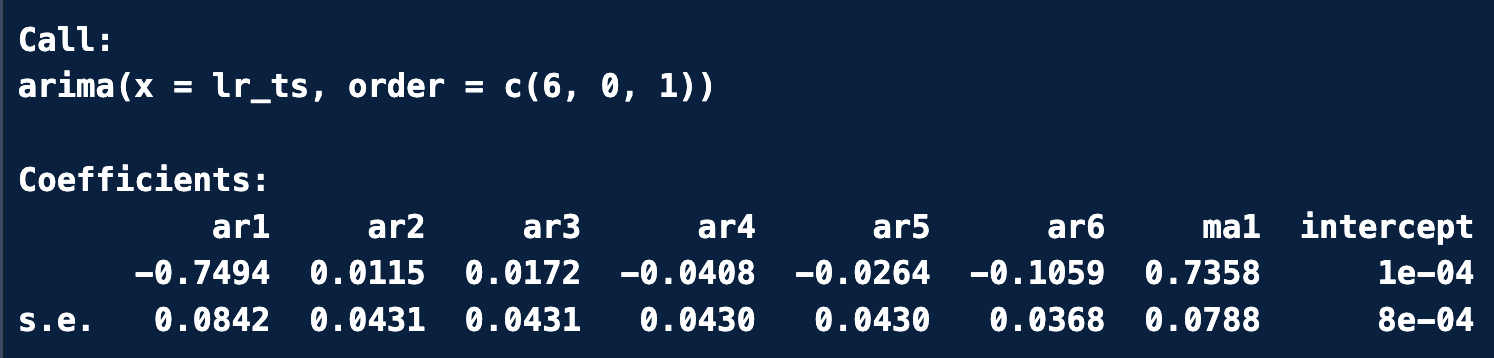 Call:
arima(x = lr_ts, order = c(6, 0, 1))
Coefficients:
ar1 ar2 ar3 ar4 ar5 ar6 ma1 intercept
−0.7494 0.0115 0.0172 −0.0408 −0.0264 −0.1059 0.7358 1e−04
s.e. 0.0842 0.0431 0.0431 0.0430 0.0430 0.0368 0.0788 8e−04